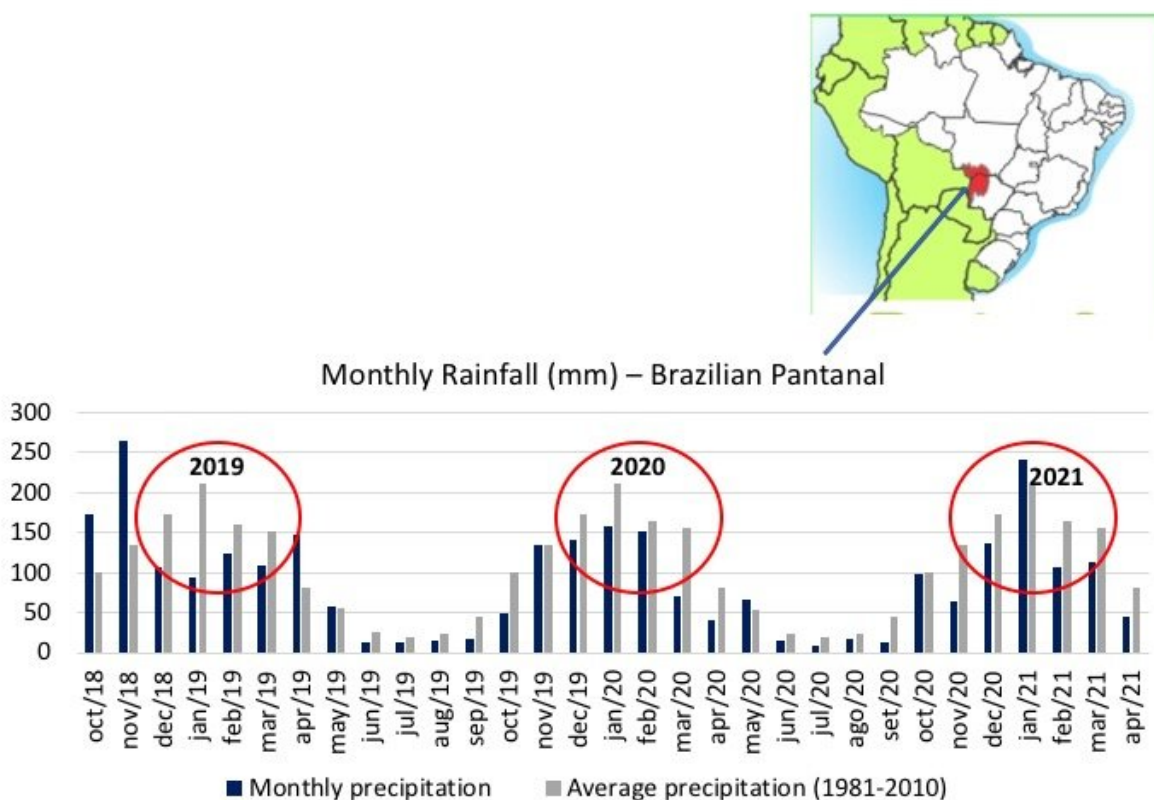 Monthly Rainfall (mm) – Brazilian Pantanal
300
250
200
150
100
50
0
2019
2020
2021
oct/18
nov/18
dec/18
jan/19
feb/19
mar/19
apr/19
may/19
jun/19
jul/19
aug/19
sep/19
oct/19
nov/19
dec/19
jan/20
feb/20
mar/20
apr/20
may/20
jun/20
jul/20
ago/20
set/20
oct/20
nov/20
dec/20
jan/21
feb/21
mar/21
apr/21
Monthly precipitation
Average precipitation (1981-2010)